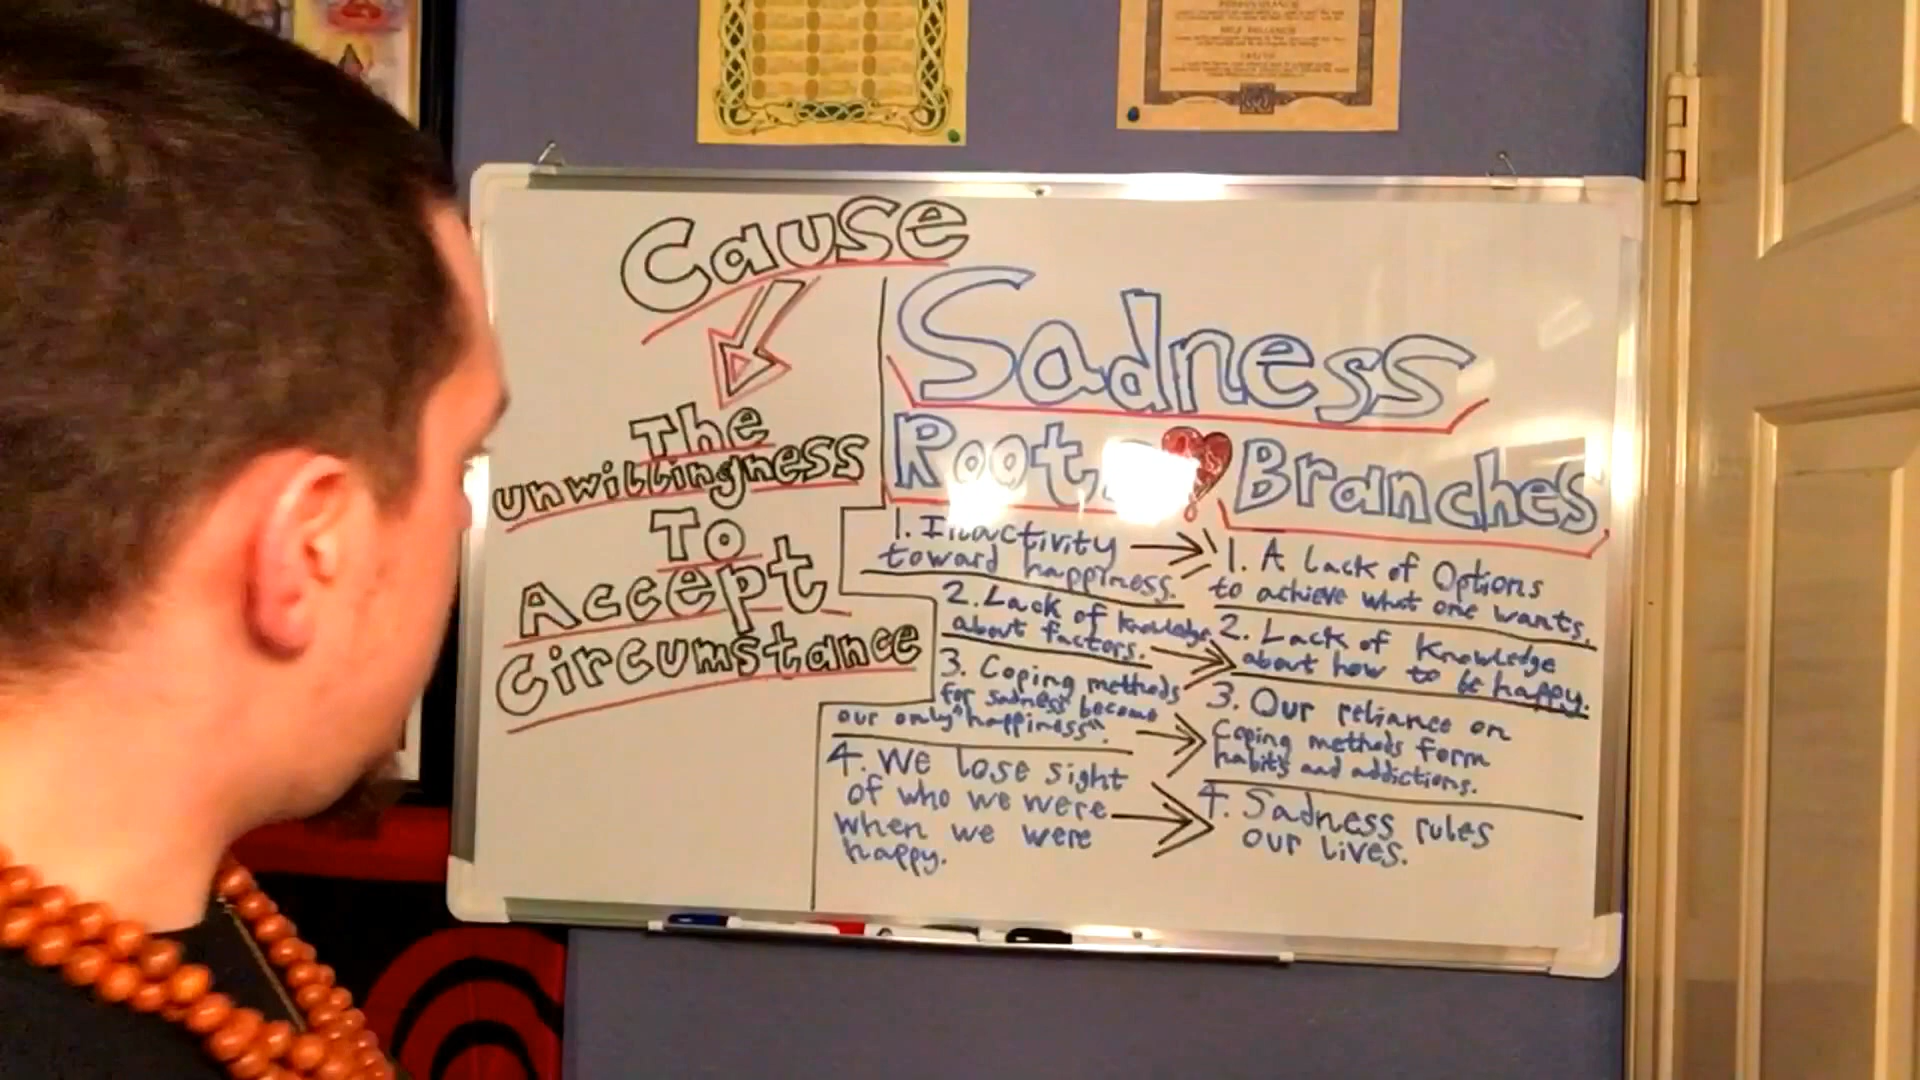 SELF RELIANCE
Cause
The
unwillingness
To
Accept
Circumstance
Sadness
Root
Branches
1. Inactivity
toward happiness.
2. Lack of Knowledge
about factors.
3. Coping methods
for sadness become
our only "happiness".
4. We lose sight
of who we were
when we were
happy.
1. A Lack of Options
to achieve what one wants.
2. Lack of Knowledge
about how to be happy.
3. Our reliance on
Coping methods form
habits and addictions.
4. Sadness rules
our lives.